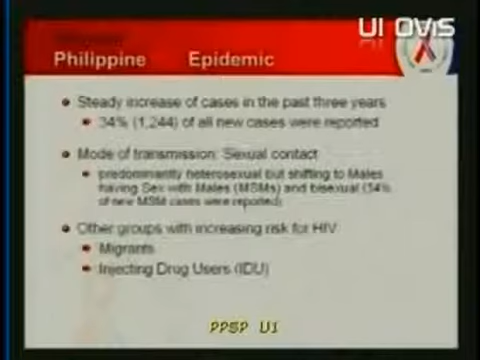 UI OVIS
Philippine Epidemic
Steady increase of cases in the past three years
34% (1,244) of all new cases were reported
Mode of transmission: Sexual contact
predominantly heterosexual but shifting to Males
having Sex with Males (MSMs) and bisexual (54%
of new MSM cases were reported)
Other groups with increasing risk for HIV
Migrants
Injecting Drug Users (IDU)
PPSP U1